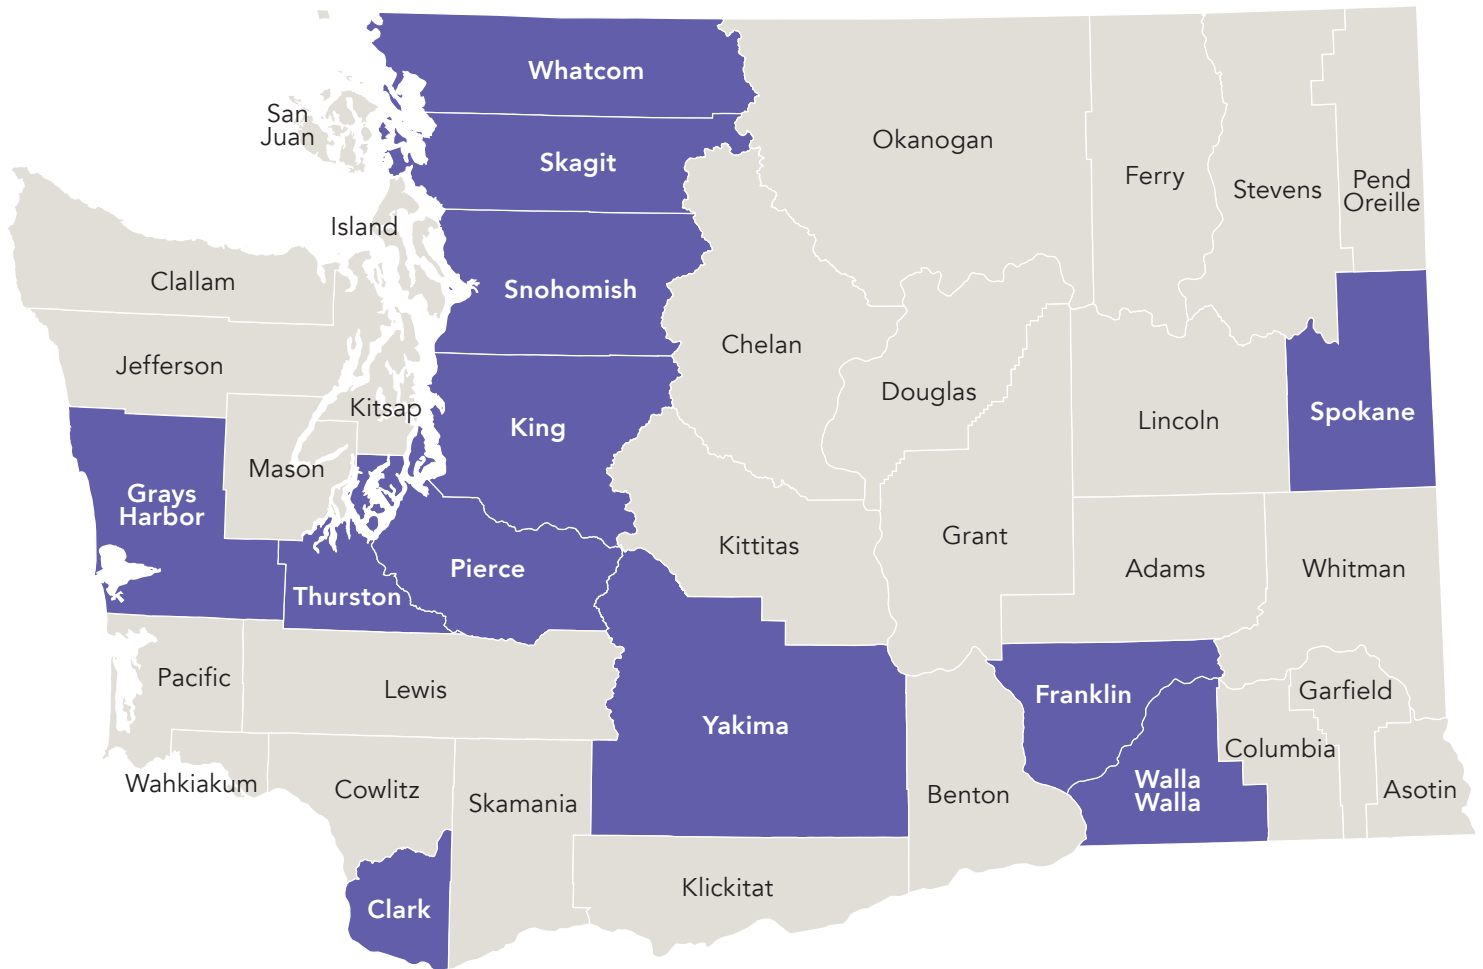 Whatcom
San
Juan
Okanogan
Skagit
Ferry
Stevens
Pend
Oreille
Island
Clallam
Snohomish
Chelan
Jefferson
Douglas
Kitsap
Lincoln
Spokane
King
Mason
Grays
Harbor
Grant
Kittitas
Pierce
Adams
Whitman
Thurston
Pacific
Lewis
Franklin
Garfield
Yakima
Columbia
Wahkiakum
Cowlitz
Skamania
Benton
Walla
Walla
Asotin
Klickitat
Clark